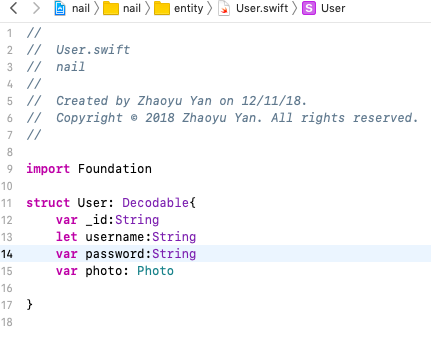 nail › nail › entity › User.swift › S User
1 //
2 // User.swift
3 // nail
4 //
5 // Created by Zhaoyu Yan on 12/11/18.
6 // Copyright © 2018 Zhaoyu Yan. All rights reserved.
7 //
8
9 import Foundation
10
11 struct User: Decodable{
12     var _id:String
13     let username:String
14     var password:String
15     var photo: Photo
16
17 }
18